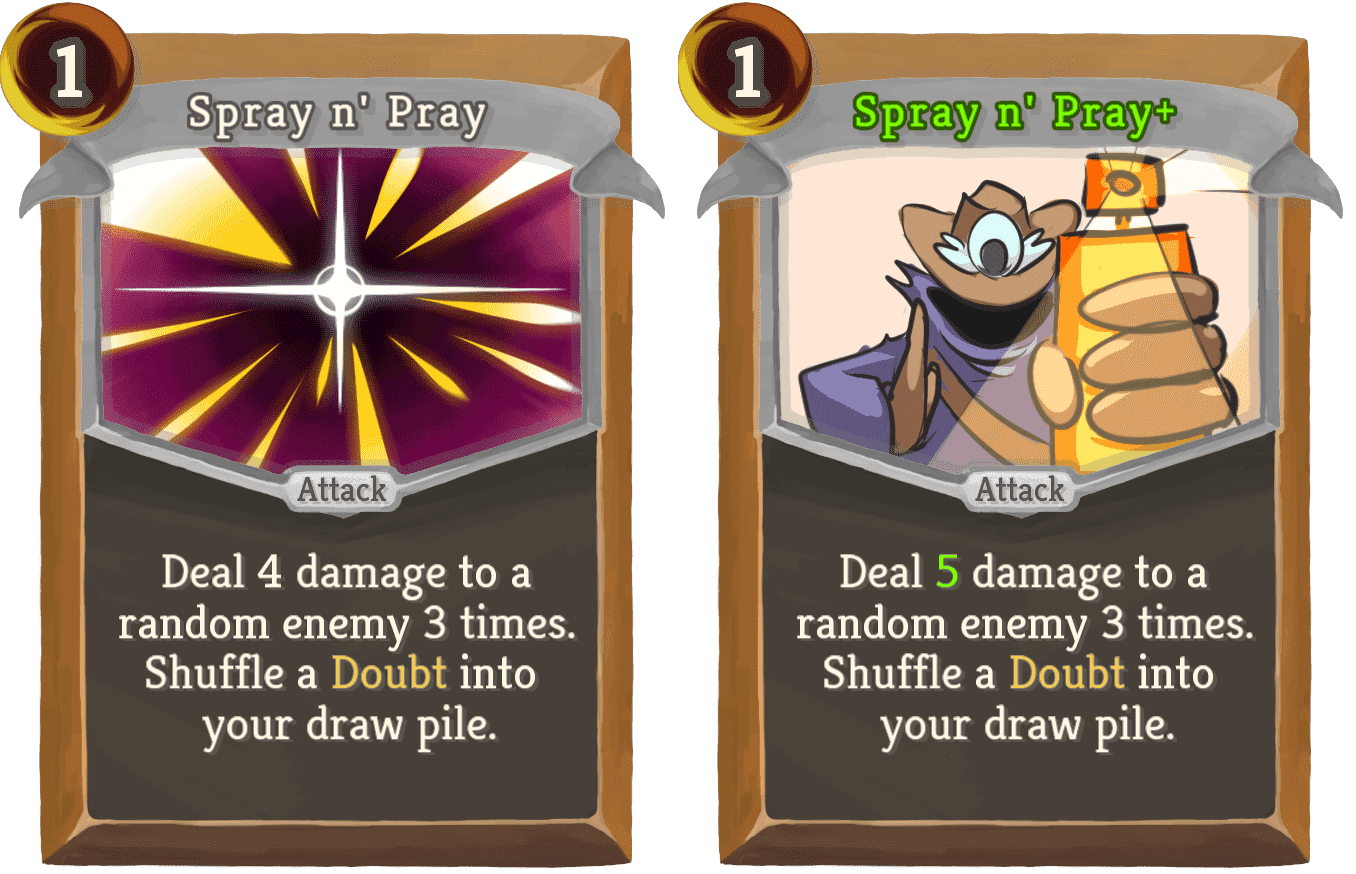 1
Spray n' Pray
Attack
Deal 4 damage to a
random enemy 3 times.
Shuffle a Doubt into
your draw pile.
1
Spray n' Pray+
Attack
Deal 5 damage to a
random enemy 3 times.
Shuffle a Doubt into
your draw pile.